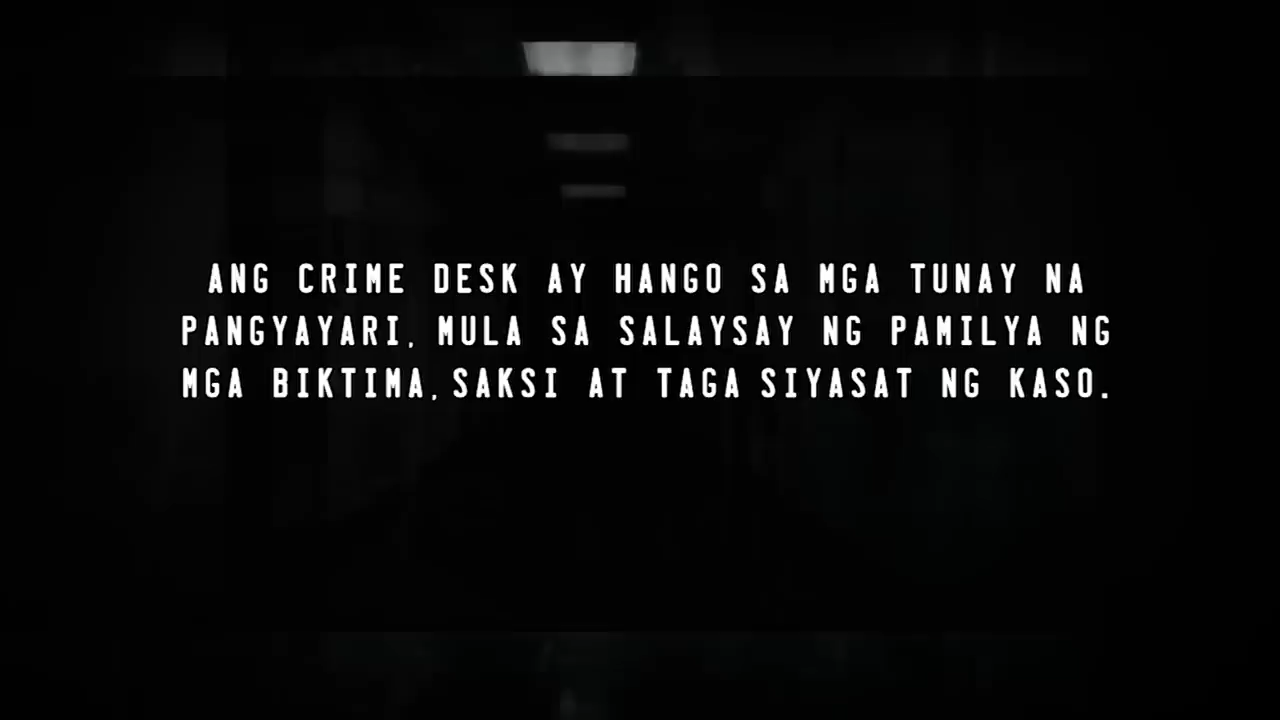 ANG CRIME DESK AY HANGO SA MGA TUNAY NA
PANGYAYARI, MULA SA SALAYSAY NG PAMILYA NG
MGA BIKTIMA, SAKSI AT TAGA SIYASAT NG KASO.